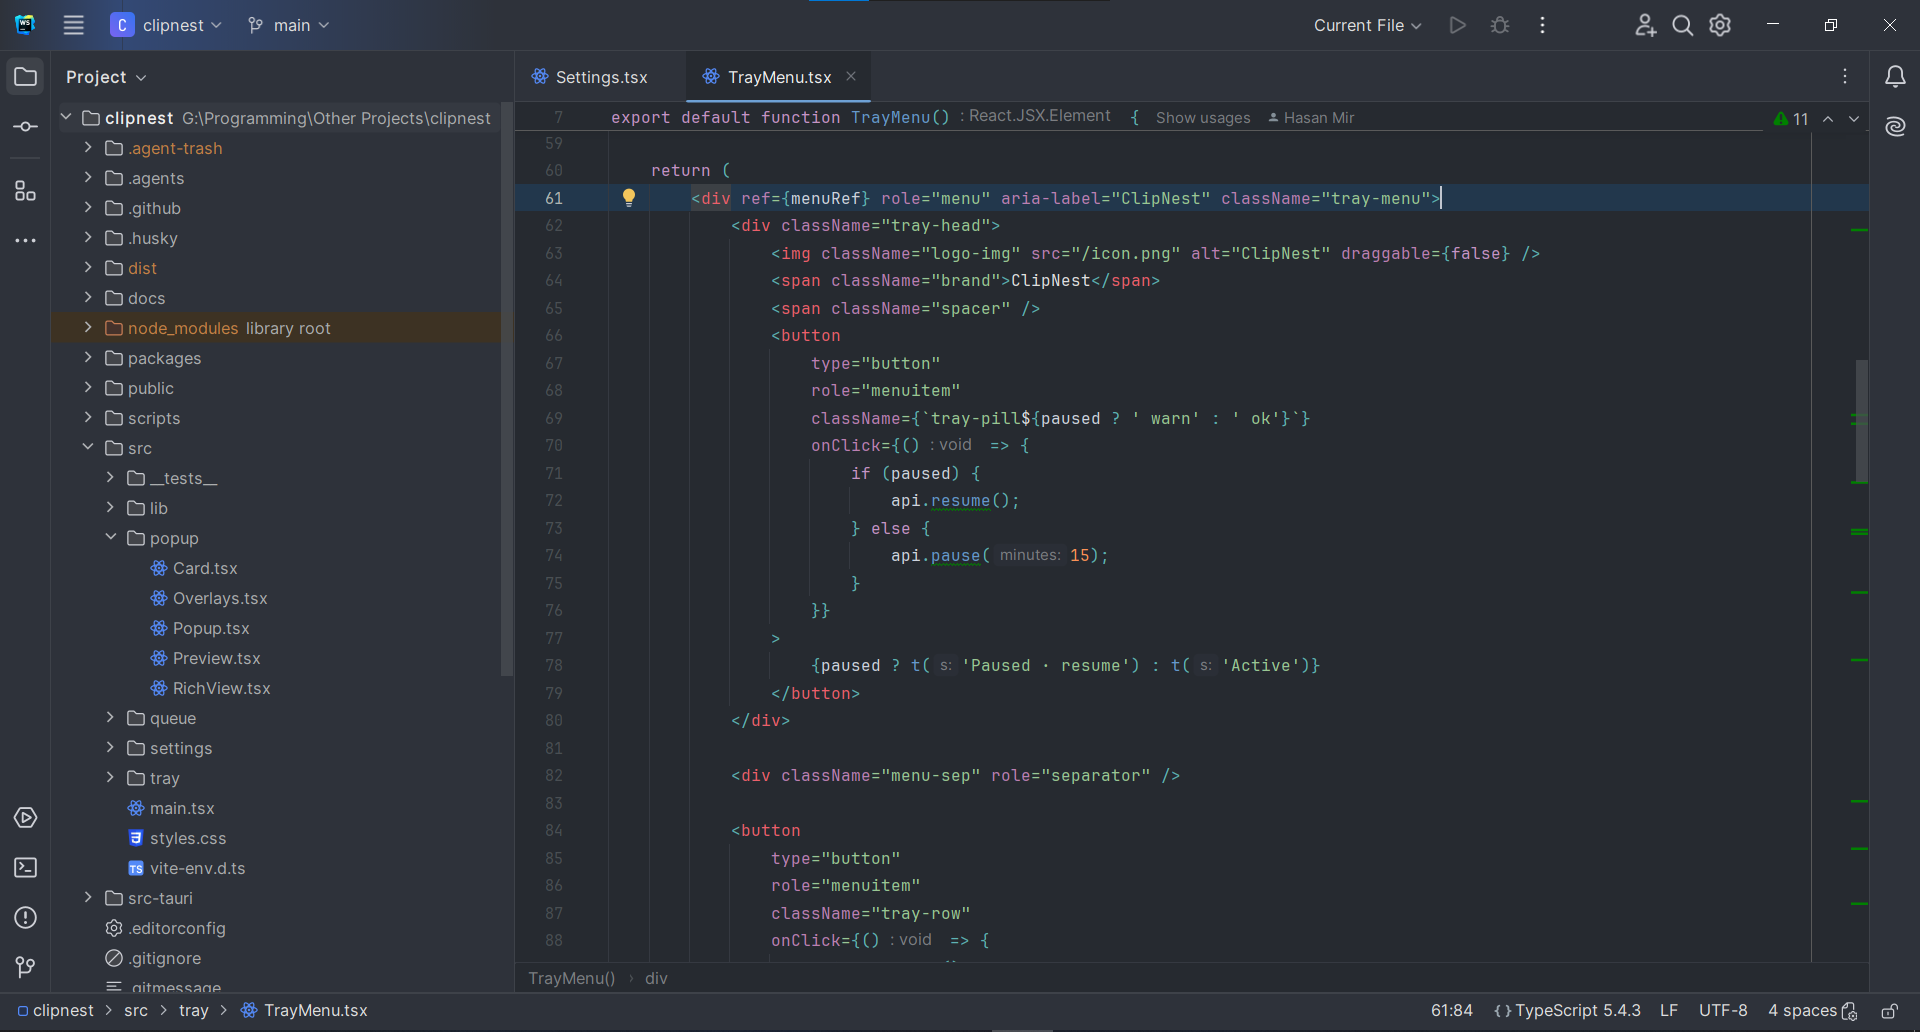 WS
C clipnest
main
Current File
Project
clipnest G:\Programming\Other Projects\clipnest
.agent-trash
.agents
.github
.husky
dist
docs
node_modules library root
packages
public
scripts
src
__tests__
lib
popup
Card.tsx
Overlays.tsx
Popup.tsx
Preview.tsx
RichView.tsx
queue
settings
tray
main.tsx
styles.css
TS vite-env.d.ts
src-tauri
.editorconfig
.gitignore
.gitmessage
Settings.tsx
TrayMenu.tsx
7 export default function TrayMenu() : React.JSX.Element { Show usages Hasan Mir
11
59
60 return (
61 <div ref={menuRef} role="menu" aria-label="ClipNest" className="tray-menu">
62 <div className="tray-head">
63 <img className="logo-img" src="/icon.png" alt="ClipNest" draggable={false} />
64 <span className="brand">ClipNest</span>
65 <span className="spacer" />
66 <button
67 type="button"
68 role="menuitem"
69 className={`tray-pill${paused ? ' warn' : ' ok'}`}
70 onClick={() : void => {
71 if (paused) {
72 api.resume();
73 } else {
74 api.pause( minutes: 15);
75 }
76 }}
77 >
78 {paused ? t( s: 'Paused · resume') : t( s: 'Active')}
79 </button>
80 </div>
81
82 <div className="menu-sep" role="separator" />
83
84 <button
85 type="button"
86 role="menuitem"
87 className="tray-row"
88 onClick={() : void => {
TrayMenu() › div
clipnest > src > tray > TrayMenu.tsx
61:84 {} TypeScript 5.4.3 LF UTF-8 4 spaces